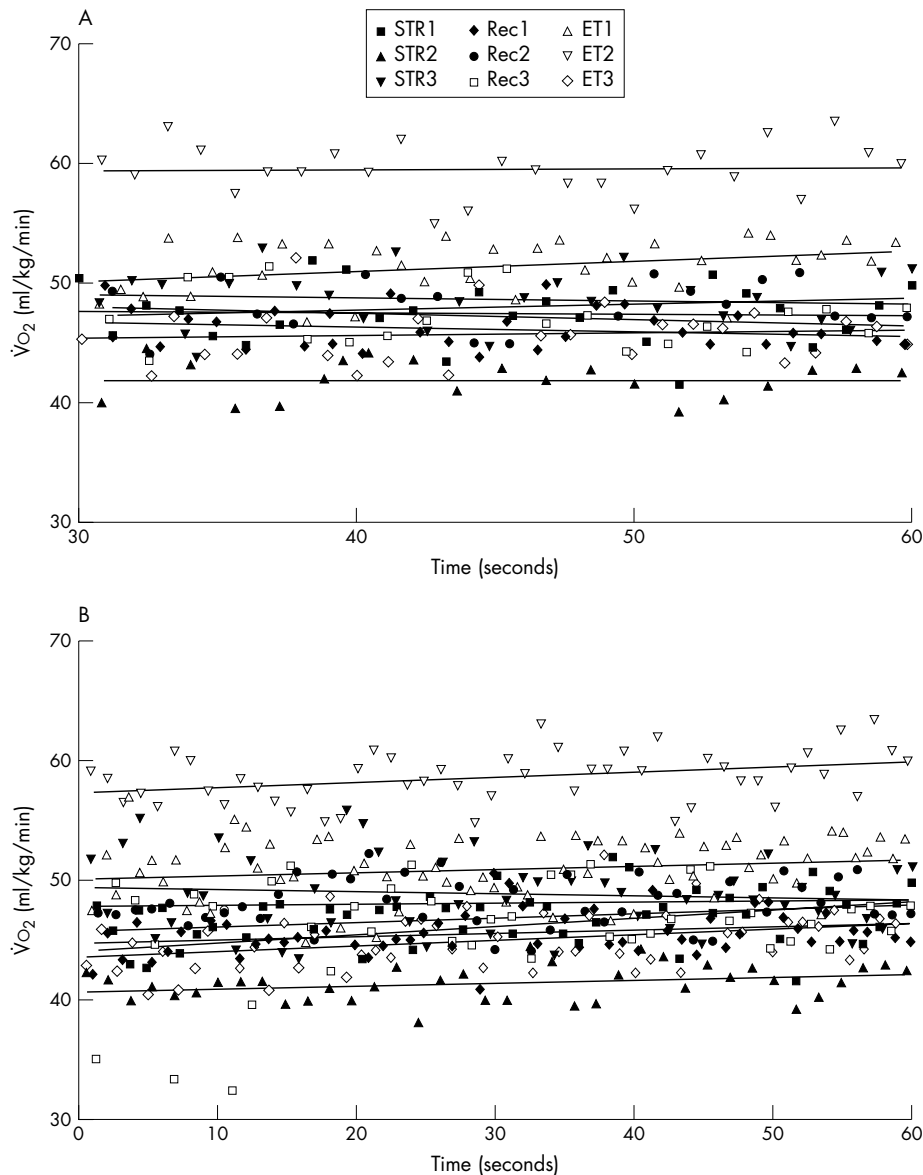 A
70
STR1 Rec1 ET1
STR2 Rec2 ET2
STR3 Rec3 ET3
60
50
40
30
V̇O2 (ml/kg/min)
30 40 50 60
Time (seconds)
B
70
60
50
40
30
V̇O2 (ml/kg/min)
0 10 20 30 40 50 60
Time (seconds)